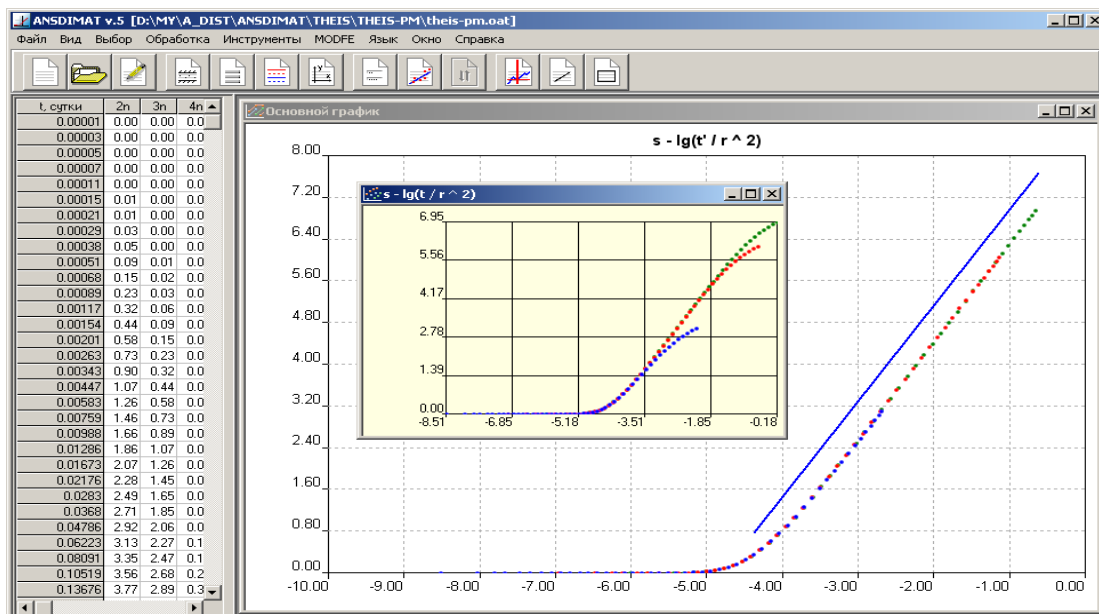 ANSDIMAT v.5 [D:\MY\A_DIST\ANSDIMAT\THEIS\THEIS-PM\theis-pm.oat]
Файл Вид Выбор Обработка Инструменты MODFE Язык Окно Справка
t, сутки 2n 3n 4n
0.00001 0.00 0.00 0.0
0.00003 0.00 0.00 0.0
0.00005 0.00 0.00 0.0
0.00007 0.00 0.00 0.0
0.00011 0.00 0.00 0.0
0.00015 0.01 0.00 0.0
0.00021 0.01 0.00 0.0
0.00029 0.03 0.00 0.0
0.00038 0.05 0.00 0.0
0.00051 0.09 0.01 0.0
0.00068 0.15 0.02 0.0
0.00089 0.23 0.03 0.0
0.00117 0.32 0.06 0.0
0.00154 0.44 0.09 0.0
0.00201 0.58 0.15 0.0
0.00263 0.73 0.23 0.0
0.00343 0.90 0.32 0.0
0.00447 1.07 0.44 0.0
0.00583 1.26 0.58 0.0
0.00759 1.46 0.73 0.0
0.00988 1.66 0.89 0.0
0.01286 1.86 1.07 0.0
0.01673 2.07 1.26 0.0
0.02176 2.28 1.45 0.0
0.0283 2.49 1.65 0.0
0.0368 2.71 1.85 0.0
0.04786 2.92 2.06 0.0
0.06223 3.13 2.27 0.1
0.08091 3.35 2.47 0.1
0.10519 3.56 2.68 0.2
0.13676 3.77 2.89 0.3
Основной график
s - lg(t' / r ^ 2)
8.00
7.20
6.40
5.60
4.80
4.00
3.20
2.40
1.60
0.80
0.00
-10.00 -9.00 -8.00 -7.00 -6.00 -5.00 -4.00 -3.00 -2.00 -1.00 0.00
s - lg(t / r ^ 2)
6.95
5.56
4.17
2.78
1.39
0.00
-8.51 -6.85 -5.18 -3.51 -1.85 -0.18
y
x